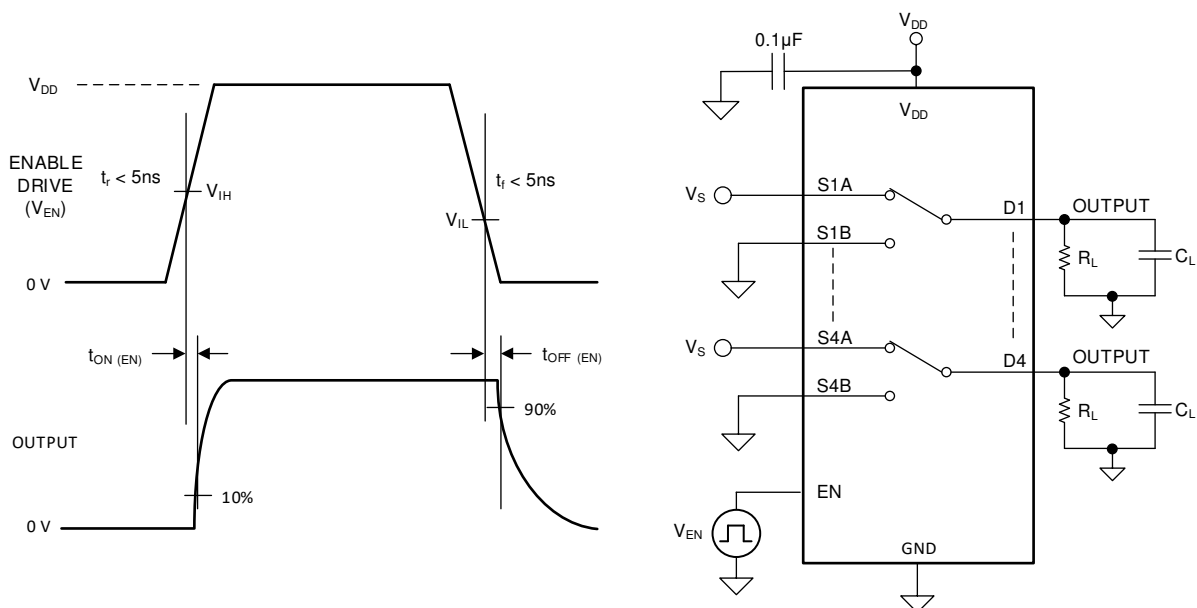 V_DD
ENABLE
DRIVE
(V_EN)
t_r < 5ns
V_IH
t_f < 5ns
V_IL
0 V
t_ON (EN)
t_OFF (EN)
90%
OUTPUT
10%
0 V
V_DD
0.1µF
V_DD
V_S
S1A
D1
OUTPUT
S1B
R_L
C_L
V_S
S4A
D4
OUTPUT
S4B
R_L
C_L
EN
V_EN
GND